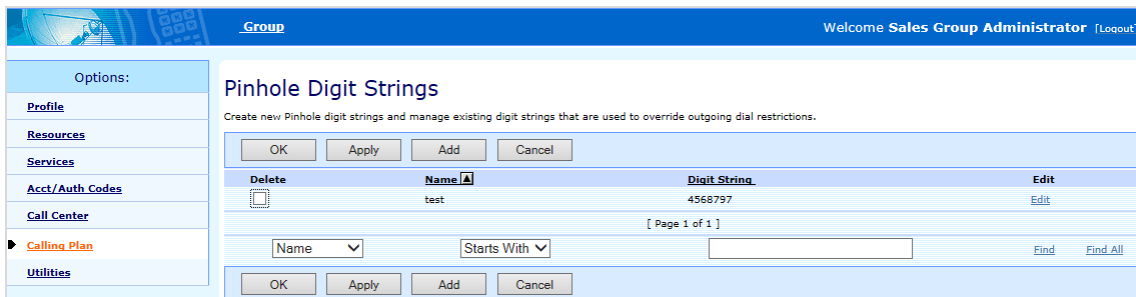 Group
Welcome Sales Group Administrator [Logout]
Options:
Profile
Resources
Services
Acct/Auth Codes
Call Center
Calling Plan
Utilities
Pinhole Digit Strings
Create new Pinhole digit strings and manage existing digit strings that are used to override outgoing dial restrictions.
OK Apply Add Cancel
Delete Name Digit String Edit
test 4568797 Edit
[ Page 1 of 1 ]
Name Starts With Find Find All
OK Apply Add Cancel